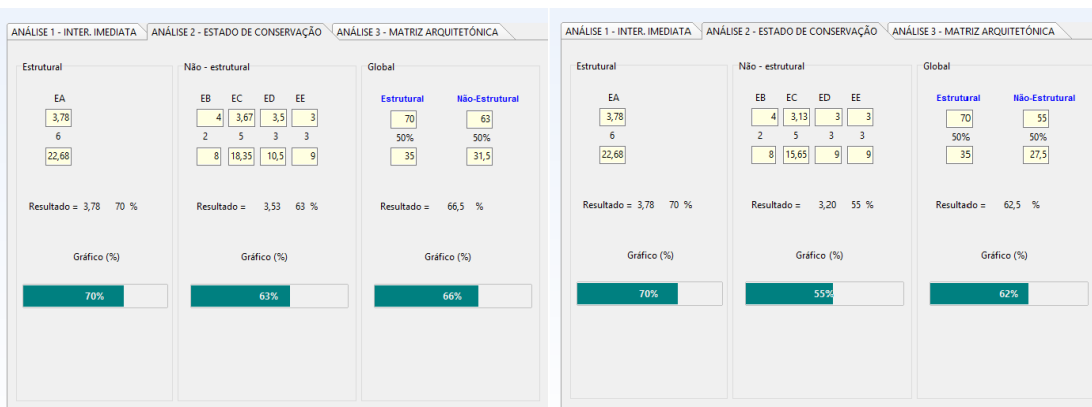 ANÁLISE 1 - INTER. IMEDIATA ANÁLISE 2 - ESTADO DE CONSERVAÇÃO ANÁLISE 3 - MATRIZ ARQUITETÓNICA
Estrutural Não - estrutural Global
EA EB EC ED EE Estrutural Não-Estrutural
3,78 4 3,67 3,5 3 70 63
6 2 5 3 3 50% 50%
22,68 8 18,35 10,5 9 35 31,5
Resultado = 3,78 70 % Resultado = 3,53 63 % Resultado = 66,5 %
Gráfico (%) Gráfico (%) Gráfico (%)
70% 63% 66%
ANÁLISE 1 - INTER. IMEDIATA ANÁLISE 2 - ESTADO DE CONSERVAÇÃO ANÁLISE 3 - MATRIZ ARQUITETÓNICA
Estrutural Não - estrutural Global
EA EB EC ED EE Estrutural Não-Estrutural
3,78 4 3,13 3 3 70 55
6 2 5 3 3 50% 50%
22,68 8 15,65 9 9 35 27,5
Resultado = 3,78 70 % Resultado = 3,20 55 % Resultado = 62,5 %
Gráfico (%) Gráfico (%) Gráfico (%)
70% 55% 62%